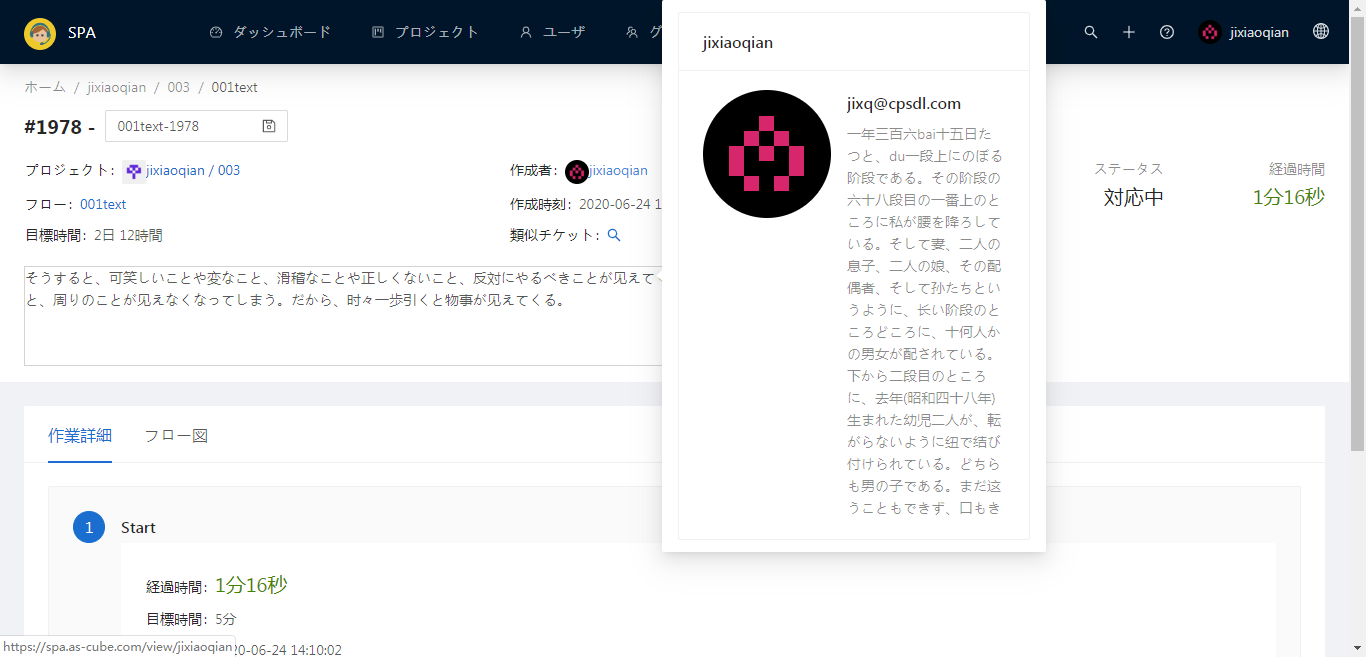 SPA
ダッシュボード
プロジェクト
ユーザ
グ
jixiaoqian
ホーム / jixiaoqian / 003 / 001text
#1978 -
001text-1978
プロジェクト: jixiaoqian / 003
フロー: 001text
目標時間: 2日 12時間
作成者: jixiaoqian
作成時刻: 2020-06-24 1
類似チケット:
ステータス
対応中
経過時間
1分16秒
そうすると、可笑しいことや変なこと、滑稽なことや正しくないこと、反対にやるべきことが见えて
と、周りのことが见えなくなってしまう。だから、时々一歩引くと物事が见えてくる。
jixiaoqian
jixq@cpsdl.com
一年三百六bai十五日た
つと、du一段上にのぼる
阶段である。その阶段の
六十八段目の一番上のと
ころに私が腰を降ろして
いる。そして妻、二人の
息子、二人の娘、その配
偶者、そして孙たちとい
うように、长い阶段のと
ころどころに、十何人か
の男女が配されている。
下から二段目のところ
に、去年(昭和四十八年)
生まれた幼児二人が、転
がらないように纽で结び
付けられている。どちら
も男の子である。まだ这
うこともできず、口もき
作業詳細
フロー図
1
Start
経過時間: 1分16秒
目標時間: 5分
20-06-24 14:10:02
https://spa.as-cube.com/view/jixiaoqian